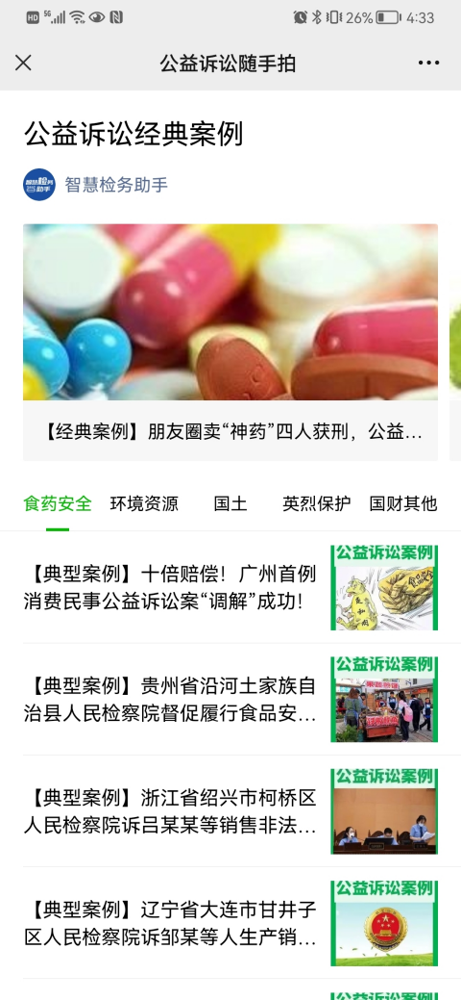 HD 5G 26% 4:33
公益诉讼随手拍
公益诉讼经典案例
智慧检务助手
【经典案例】朋友圈卖“神药”四人获刑，公益…
食药安全 环境资源 国土 英烈保护 国财其他
【典型案例】十倍赔偿！广州首例
消费民事公益诉讼案“调解”成功！
公益诉讼案例
【典型案例】贵州省沿河土家族自
治县人民检察院督促履行食品安…
公益诉讼案例
【典型案例】浙江省绍兴市柯桥区
人民检察院诉吕某某等销售非法…
公益诉讼案例
【典型案例】辽宁省大连市甘井子
区人民检察院诉邹某等人生产销…
公益诉讼案例
公益诉讼案例